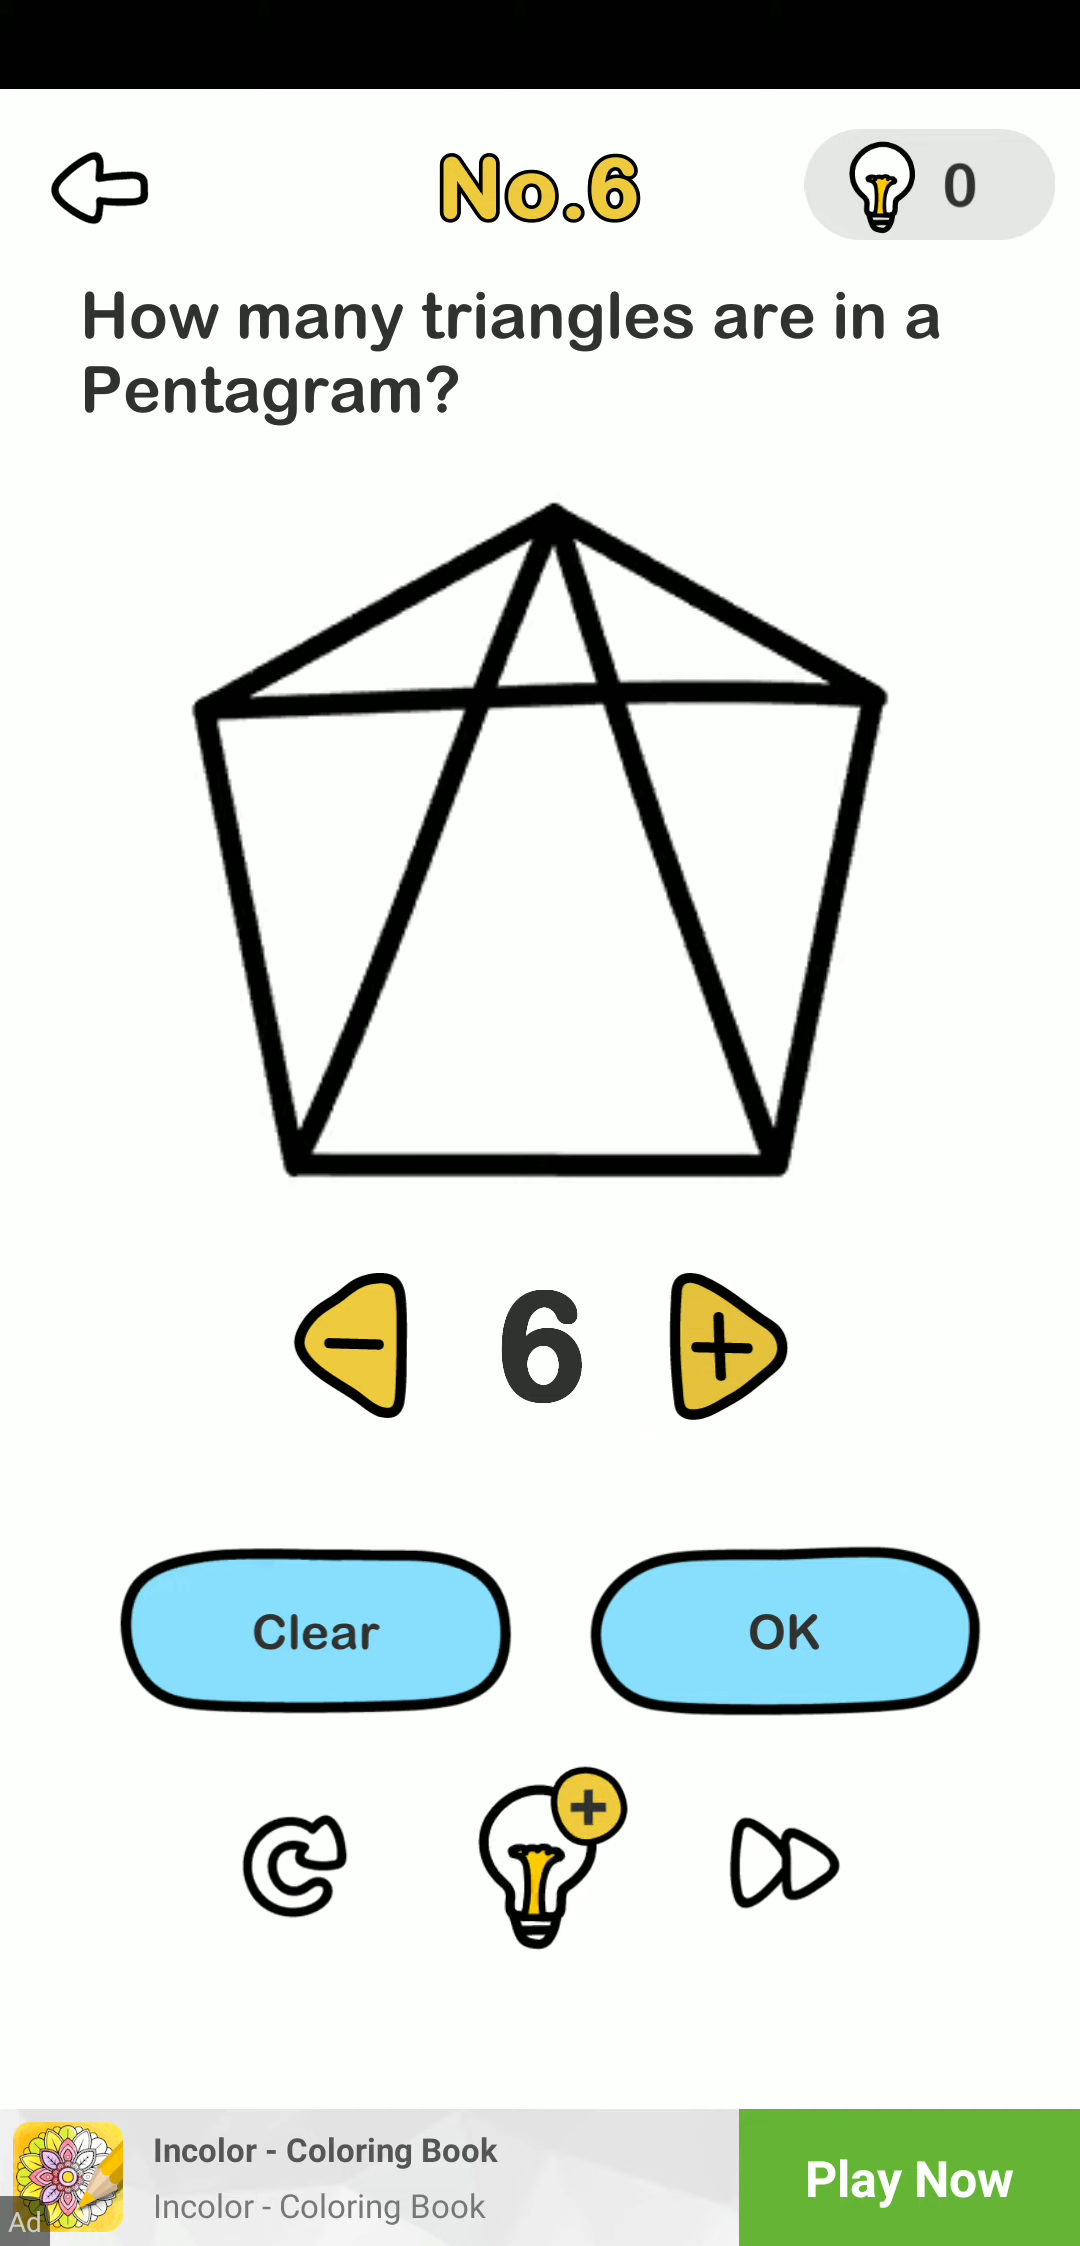 No.6
0
How many triangles are in a
Pentagram?
6
Clear
OK
Incolor - Coloring Book
Incolor - Coloring Book
Ad
Play Now